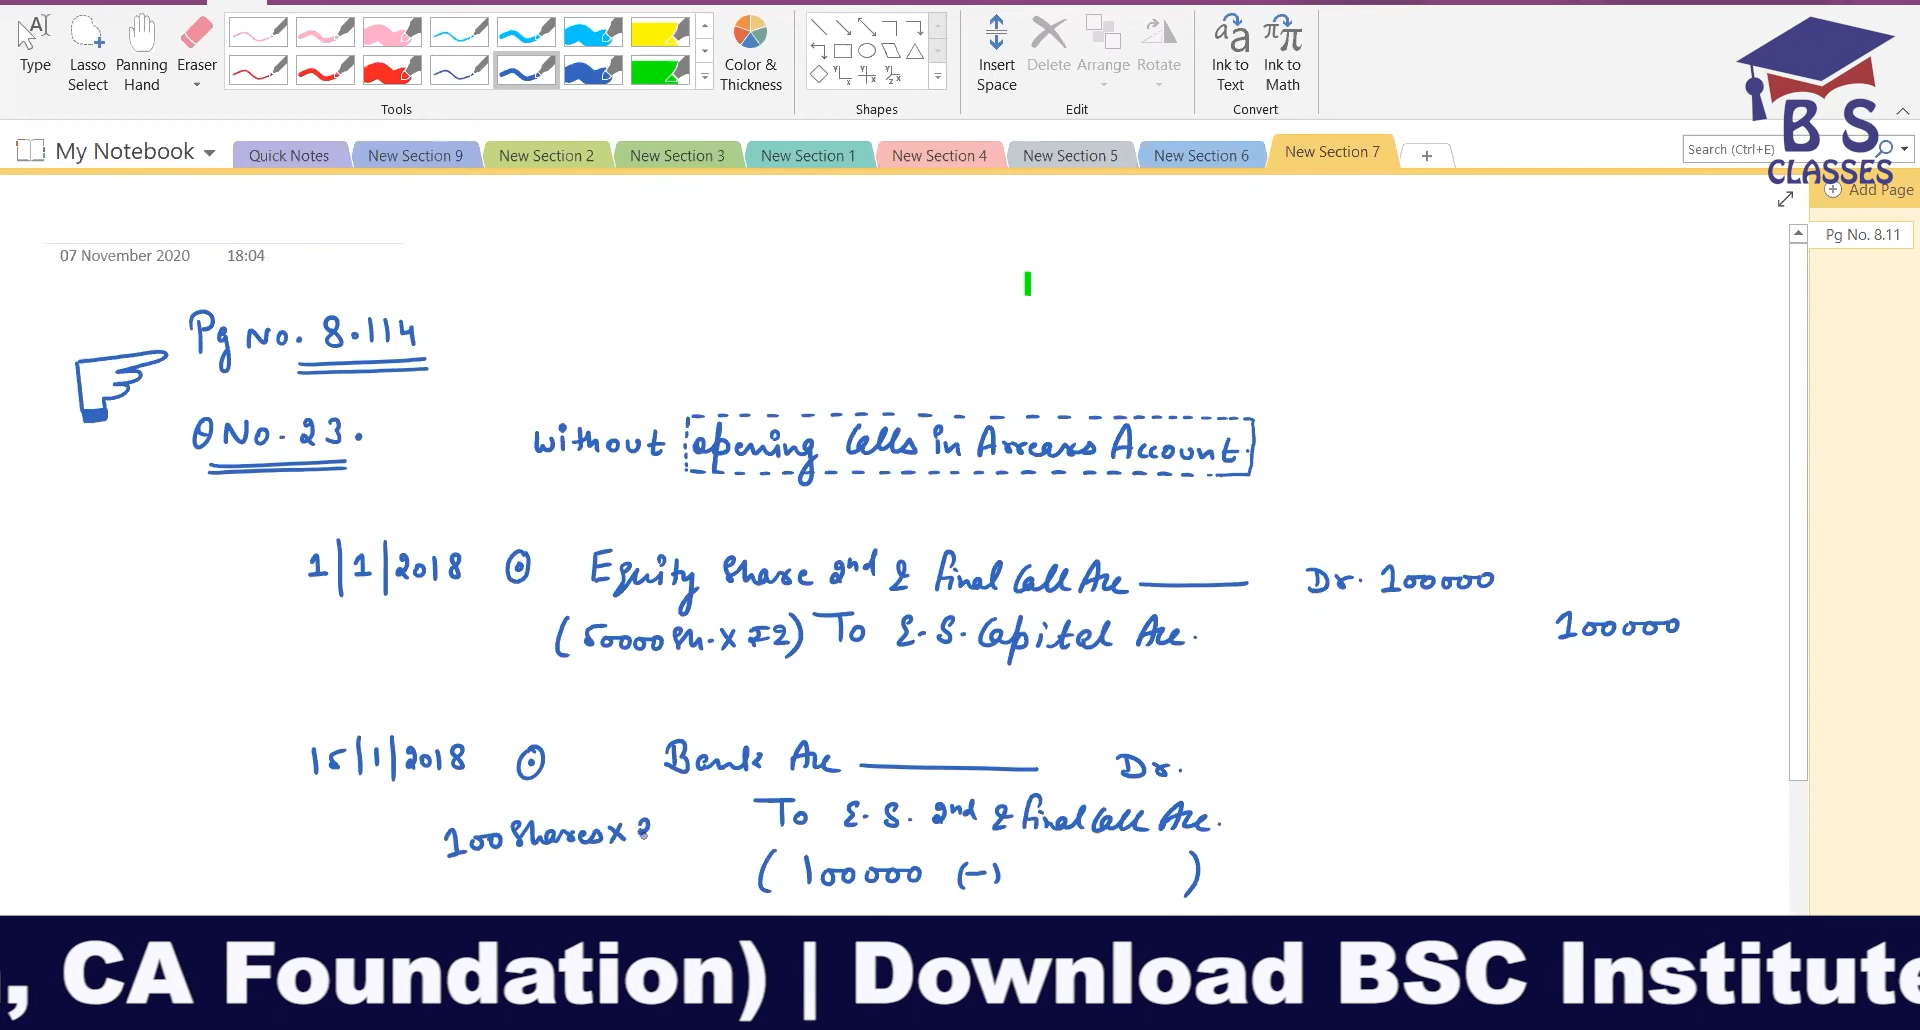 Type
Lasso Select
Panning Hand
Eraser
Color & Thickness
Insert Space
Delete
Arrange
Rotate
Ink to Text
Ink to Math
Tools
Shapes
Edit
Convert
BS
CLASSES
My Notebook
Quick Notes
New Section 9
New Section 2
New Section 3
New Section 1
New Section 4
New Section 5
New Section 6
New Section 7
Search (Ctrl+E)
Add Page
Pg No. 8.11
07 November 2020 18:04
Pg No. 8.114
Q No. 23.
without opening Calls in Arrears Account.
1/1/2018 Equity Share 2nd & final Call A/c Dr. 100000
(50000 Sh. X ₹2) To E.S. Capital A/c. 100000
15/1/2018 Bank A/c Dr.
To E.S. 2nd & final Call A/c.
100 Shares X 2
( 100000 (-) )
, CA Foundation) | Download BSC Institute